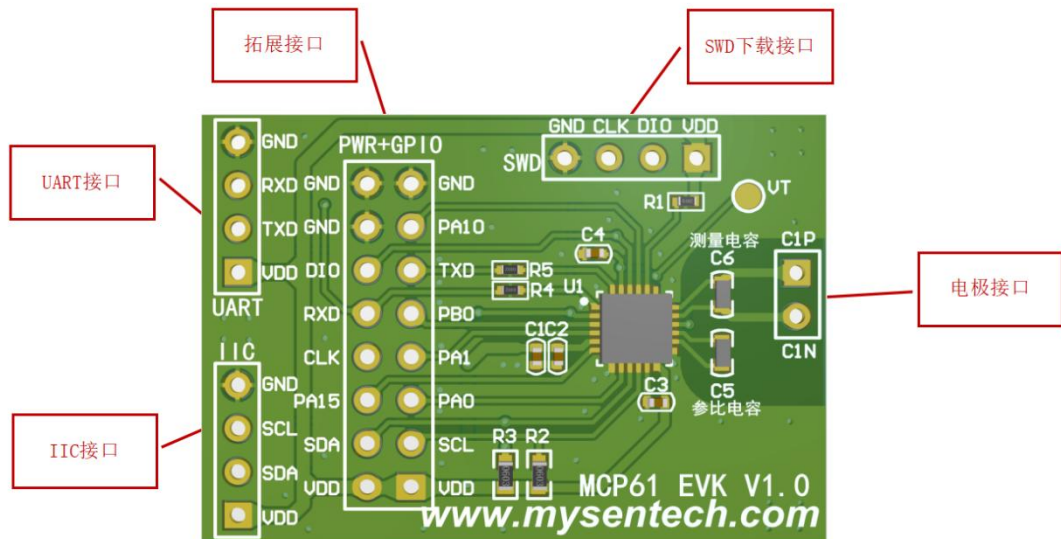 拓展接口
SWD下载接口
UART接口
IIC接口
电极接口
GND
RXD
TXD
VDD
UART
IIC
GND
SCL
SDA
VDD
PWR+GPIO
GND GND
GND PA10
DIO TXD
RXD PB0
CLK PA1
PA15 PA0
SDA SCL
VDD VDD
GND CLK DIO VDD
SWD
R1
VT
C4
R5
R4
U1
C1 C2
C3
测量电容
C6
C1P
C1N
C5
参比电容
R3 R2
MCP61 EVK V1.0
www.mysentech.com